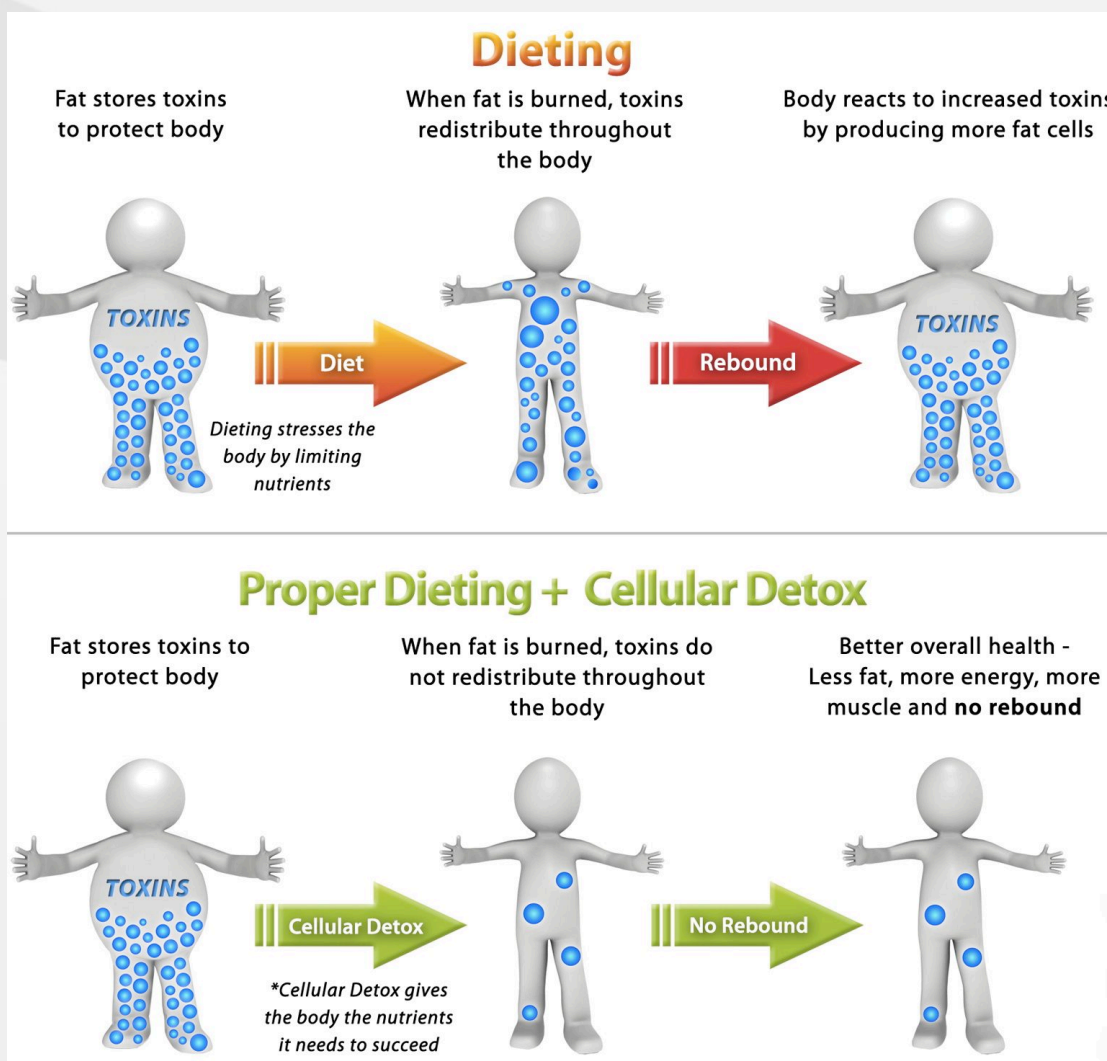 Dieting
Fat stores toxins
to protect body
When fat is burned, toxins
redistribute throughout
the body
Body reacts to increased toxins
by producing more fat cells
TOXINS
Diet
Dieting stresses the
body by limiting
nutrients
Rebound
TOXINS
Proper Dieting + Cellular Detox
Fat stores toxins to
protect body
When fat is burned, toxins do
not redistribute throughout
the body
Better overall health -
Less fat, more energy, more
muscle and no rebound
TOXINS
Cellular Detox
*Cellular Detox gives
the body the nutrients
it needs to succeed
No Rebound